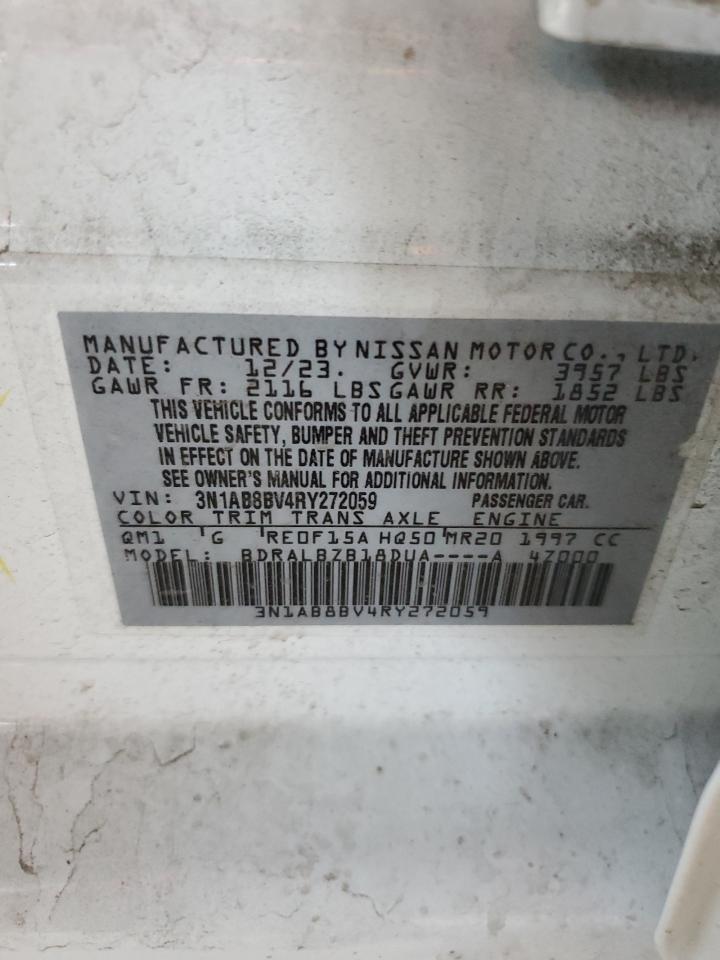 MANUFACTURED BY NISSAN MOTOR CO., LTD.
DATE: 12/23. GVWR: 3957 LBS
GAWR FR: 2116 LBS GAWR RR: 1852 LBS
THIS VEHICLE CONFORMS TO ALL APPLICABLE FEDERAL MOTOR
VEHICLE SAFETY, BUMPER AND THEFT PREVENTION STANDARDS
IN EFFECT ON THE DATE OF MANUFACTURE SHOWN ABOVE.
SEE OWNER'S MANUAL FOR ADDITIONAL INFORMATION.
VIN: 3N1AB8BV4RY272059 PASSENGER CAR.
COLOR TRIM TRANS AXLE ENGINE
QM1 G RE0F15A HQ50 MR20 1997 CC
MODEL: BDRALBZB18DUA----A 4Z000
3N1AB8BV4RY272059